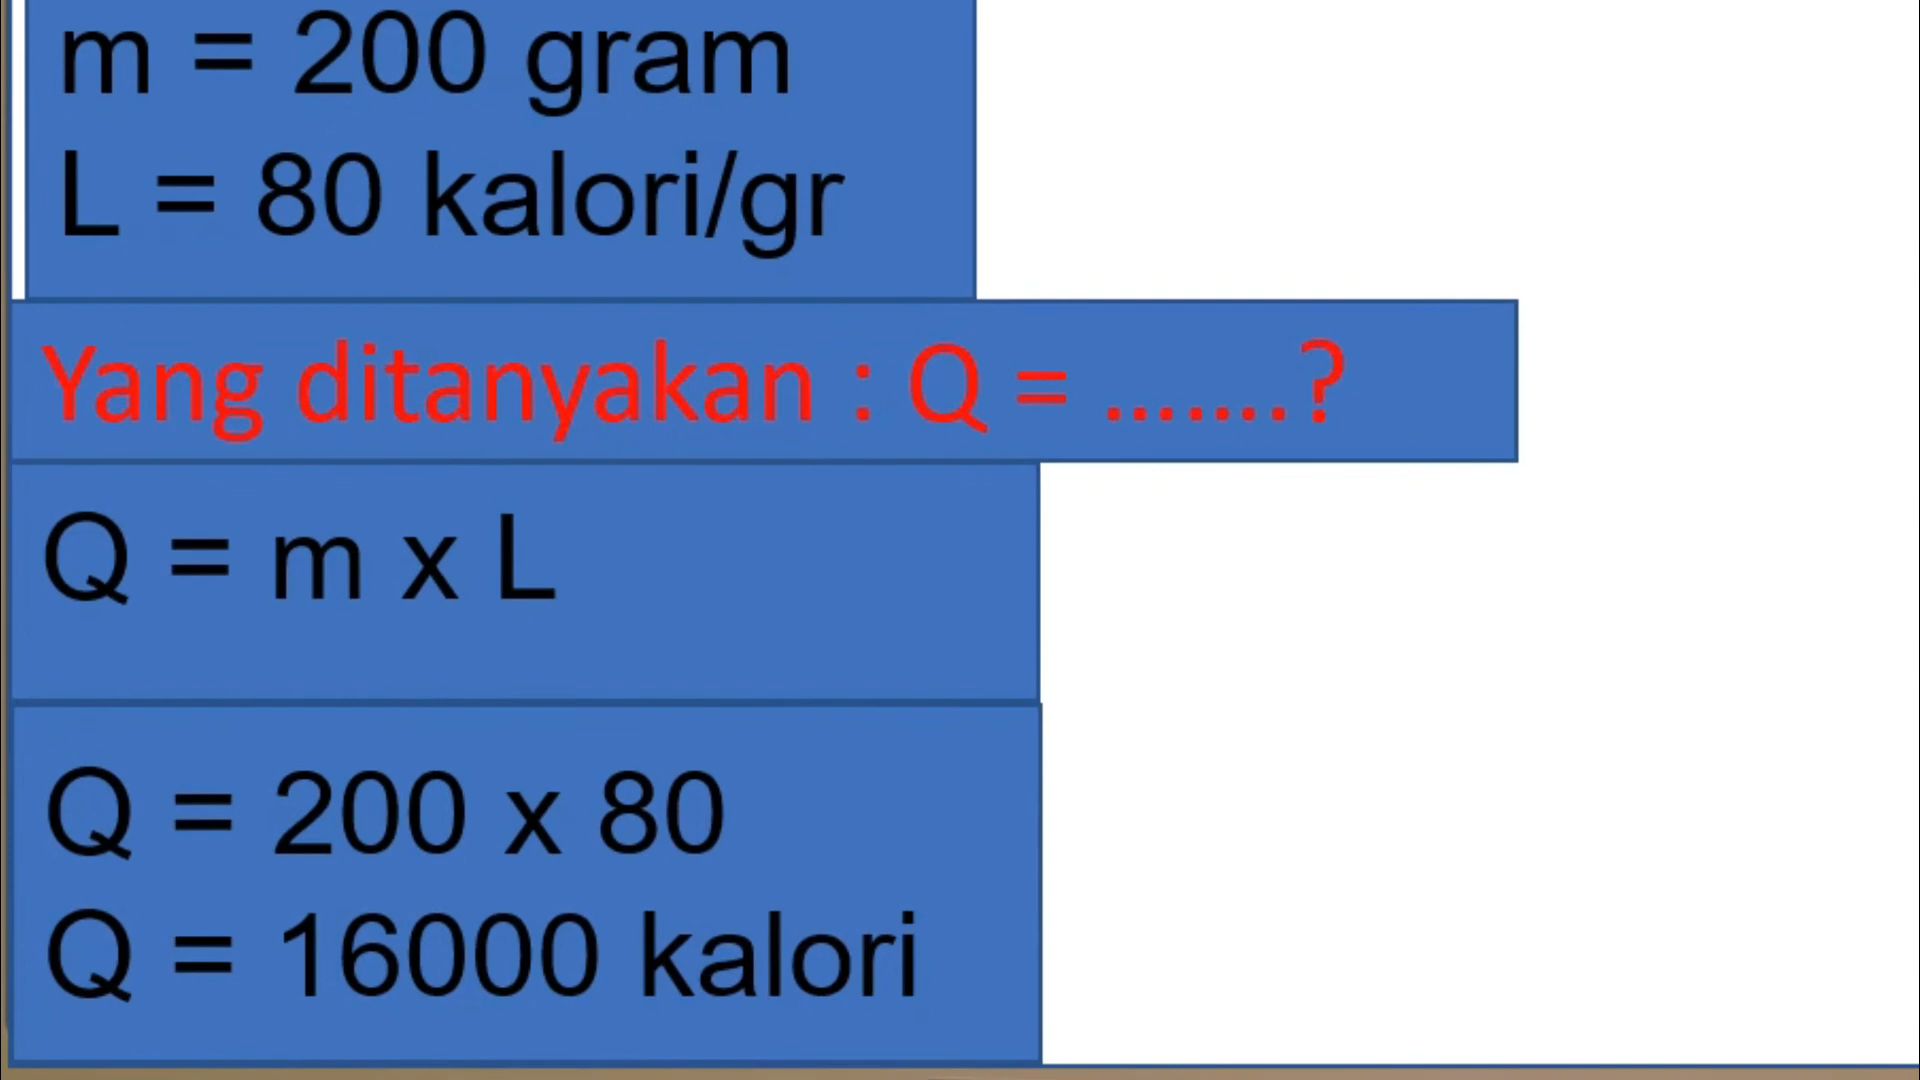 m = 200 gram
L = 80 kalori/gr
Yang ditanyakan : Q = .......?
Q = m x L
Q = 200 x 80
Q = 16000 kalori